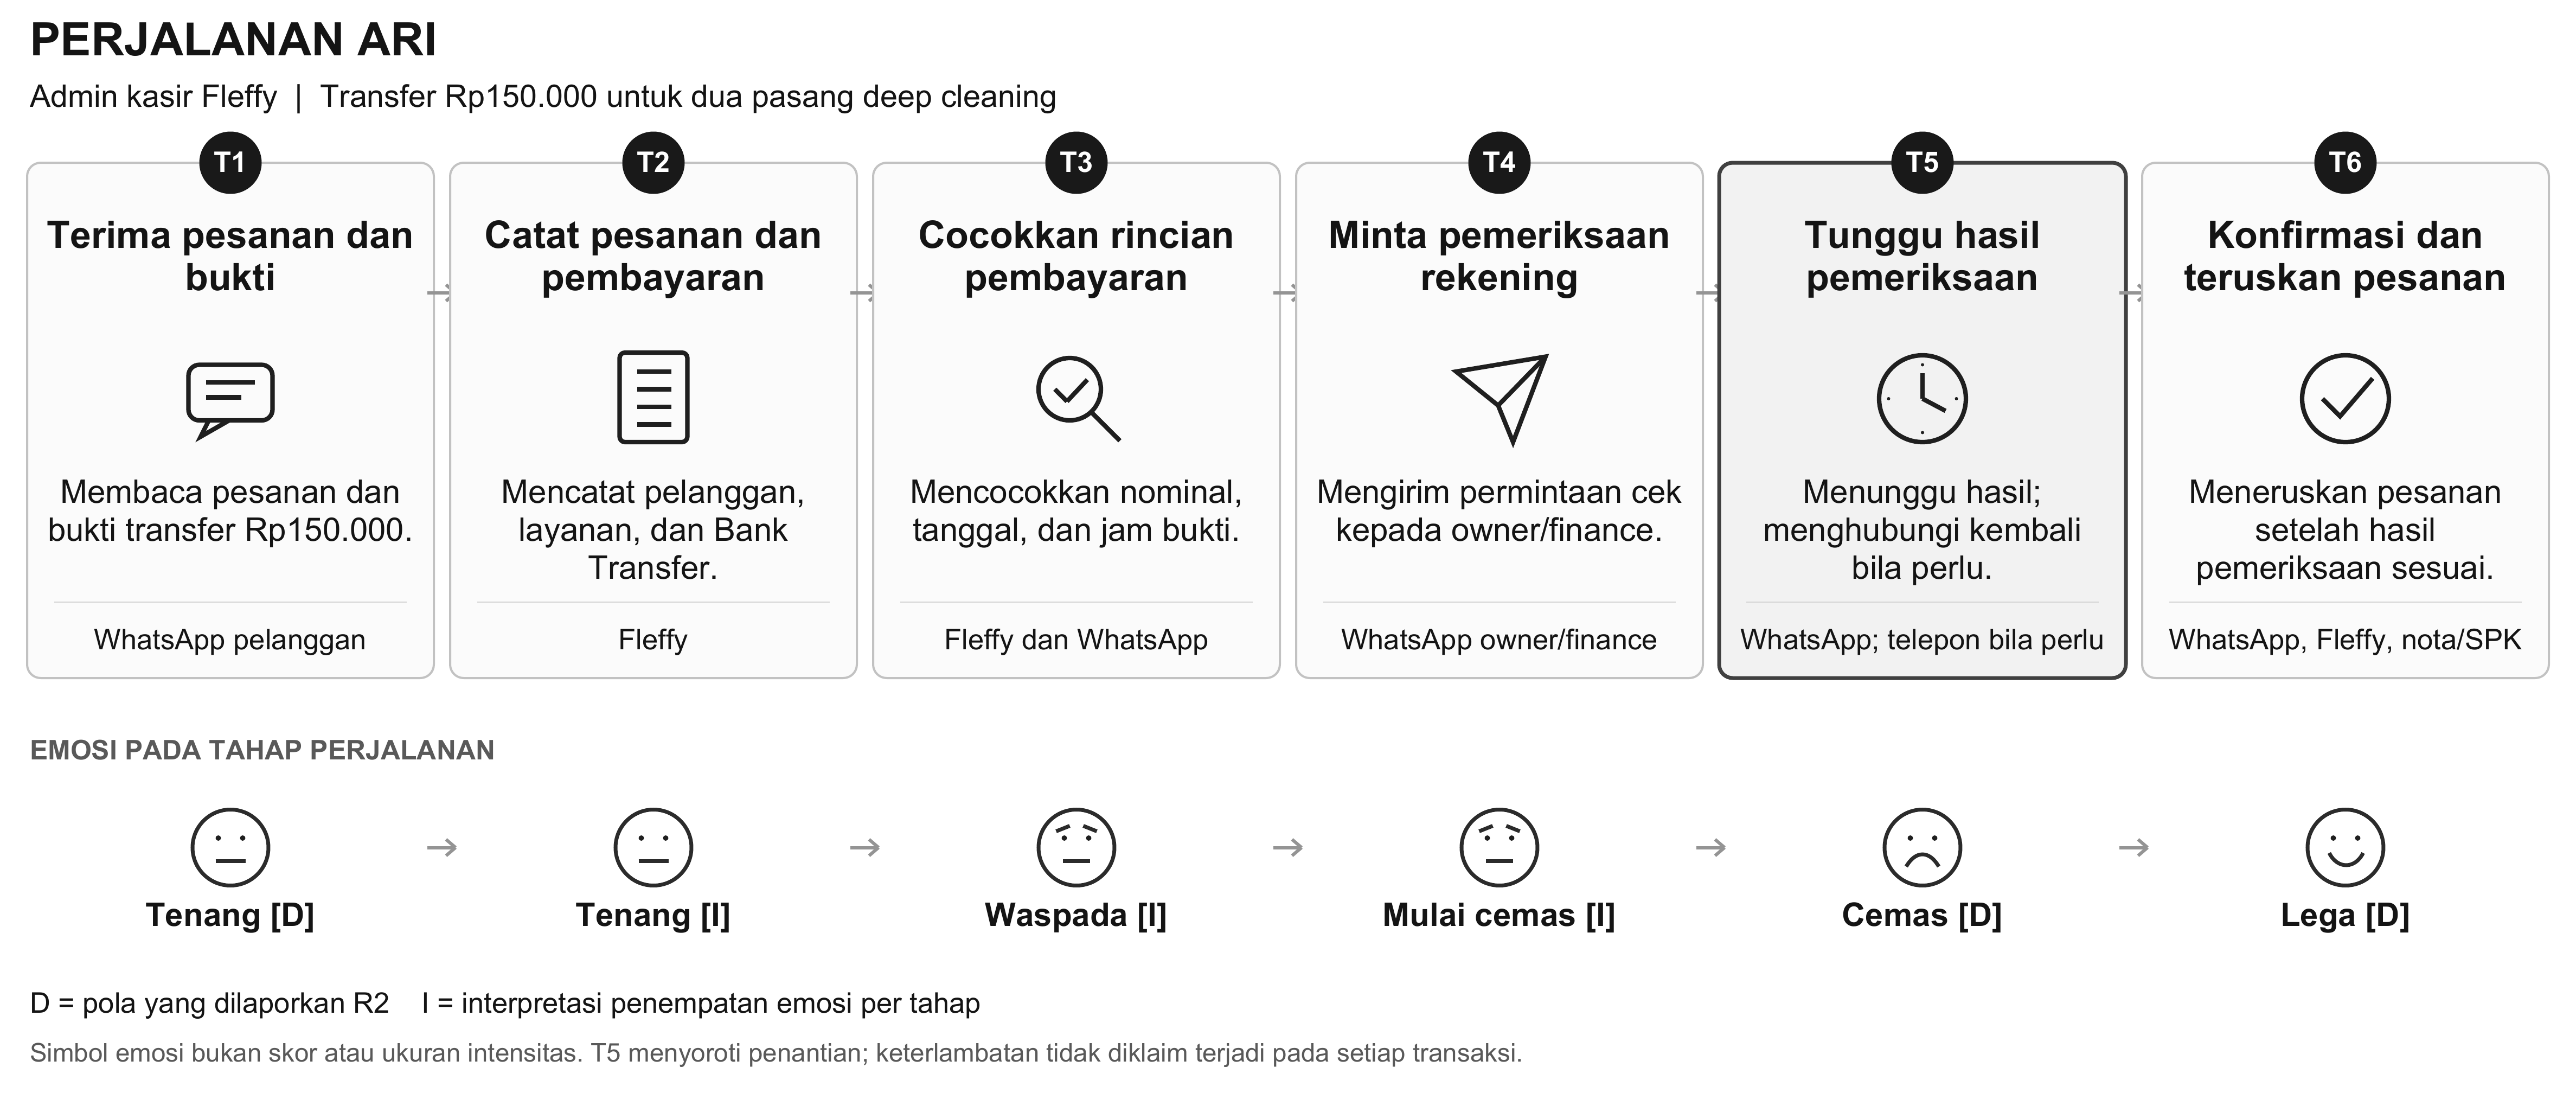 PERJALANAN ARI
Admin kasir Fleffy | Transfer Rp150.000 untuk dua pasang deep cleaning
T1
Terima pesanan dan
bukti
Membaca pesanan dan
bukti transfer Rp150.000.
WhatsApp pelanggan
T2
Catat pesanan dan
pembayaran
Mencatat pelanggan,
layanan, dan Bank
Transfer.
Fleffy
T3
Cocokkan rincian
pembayaran
Mencocokkan nominal,
tanggal, dan jam bukti.
Fleffy dan WhatsApp
T4
Minta pemeriksaan
rekening
Mengirim permintaan cek
kepada owner/finance.
WhatsApp owner/finance
T5
Tunggu hasil
pemeriksaan
Menunggu hasil;
menghubungi kembali
bila perlu.
WhatsApp; telepon bila perlu
T6
Konfirmasi dan
teruskan pesanan
Meneruskan pesanan
setelah hasil
pemeriksaan sesuai.
WhatsApp, Fleffy, nota/SPK
EMOSI PADA TAHAP PERJALANAN
Tenang [D]
Tenang [I]
Waspada [I]
Mulai cemas [I]
Cemas [D]
Lega [D]
D = pola yang dilaporkan R2 I = interpretasi penempatan emosi per tahap
Simbol emosi bukan skor atau ukuran intensitas. T5 menyoroti penantian; keterlambatan tidak diklaim terjadi pada setiap transaksi.